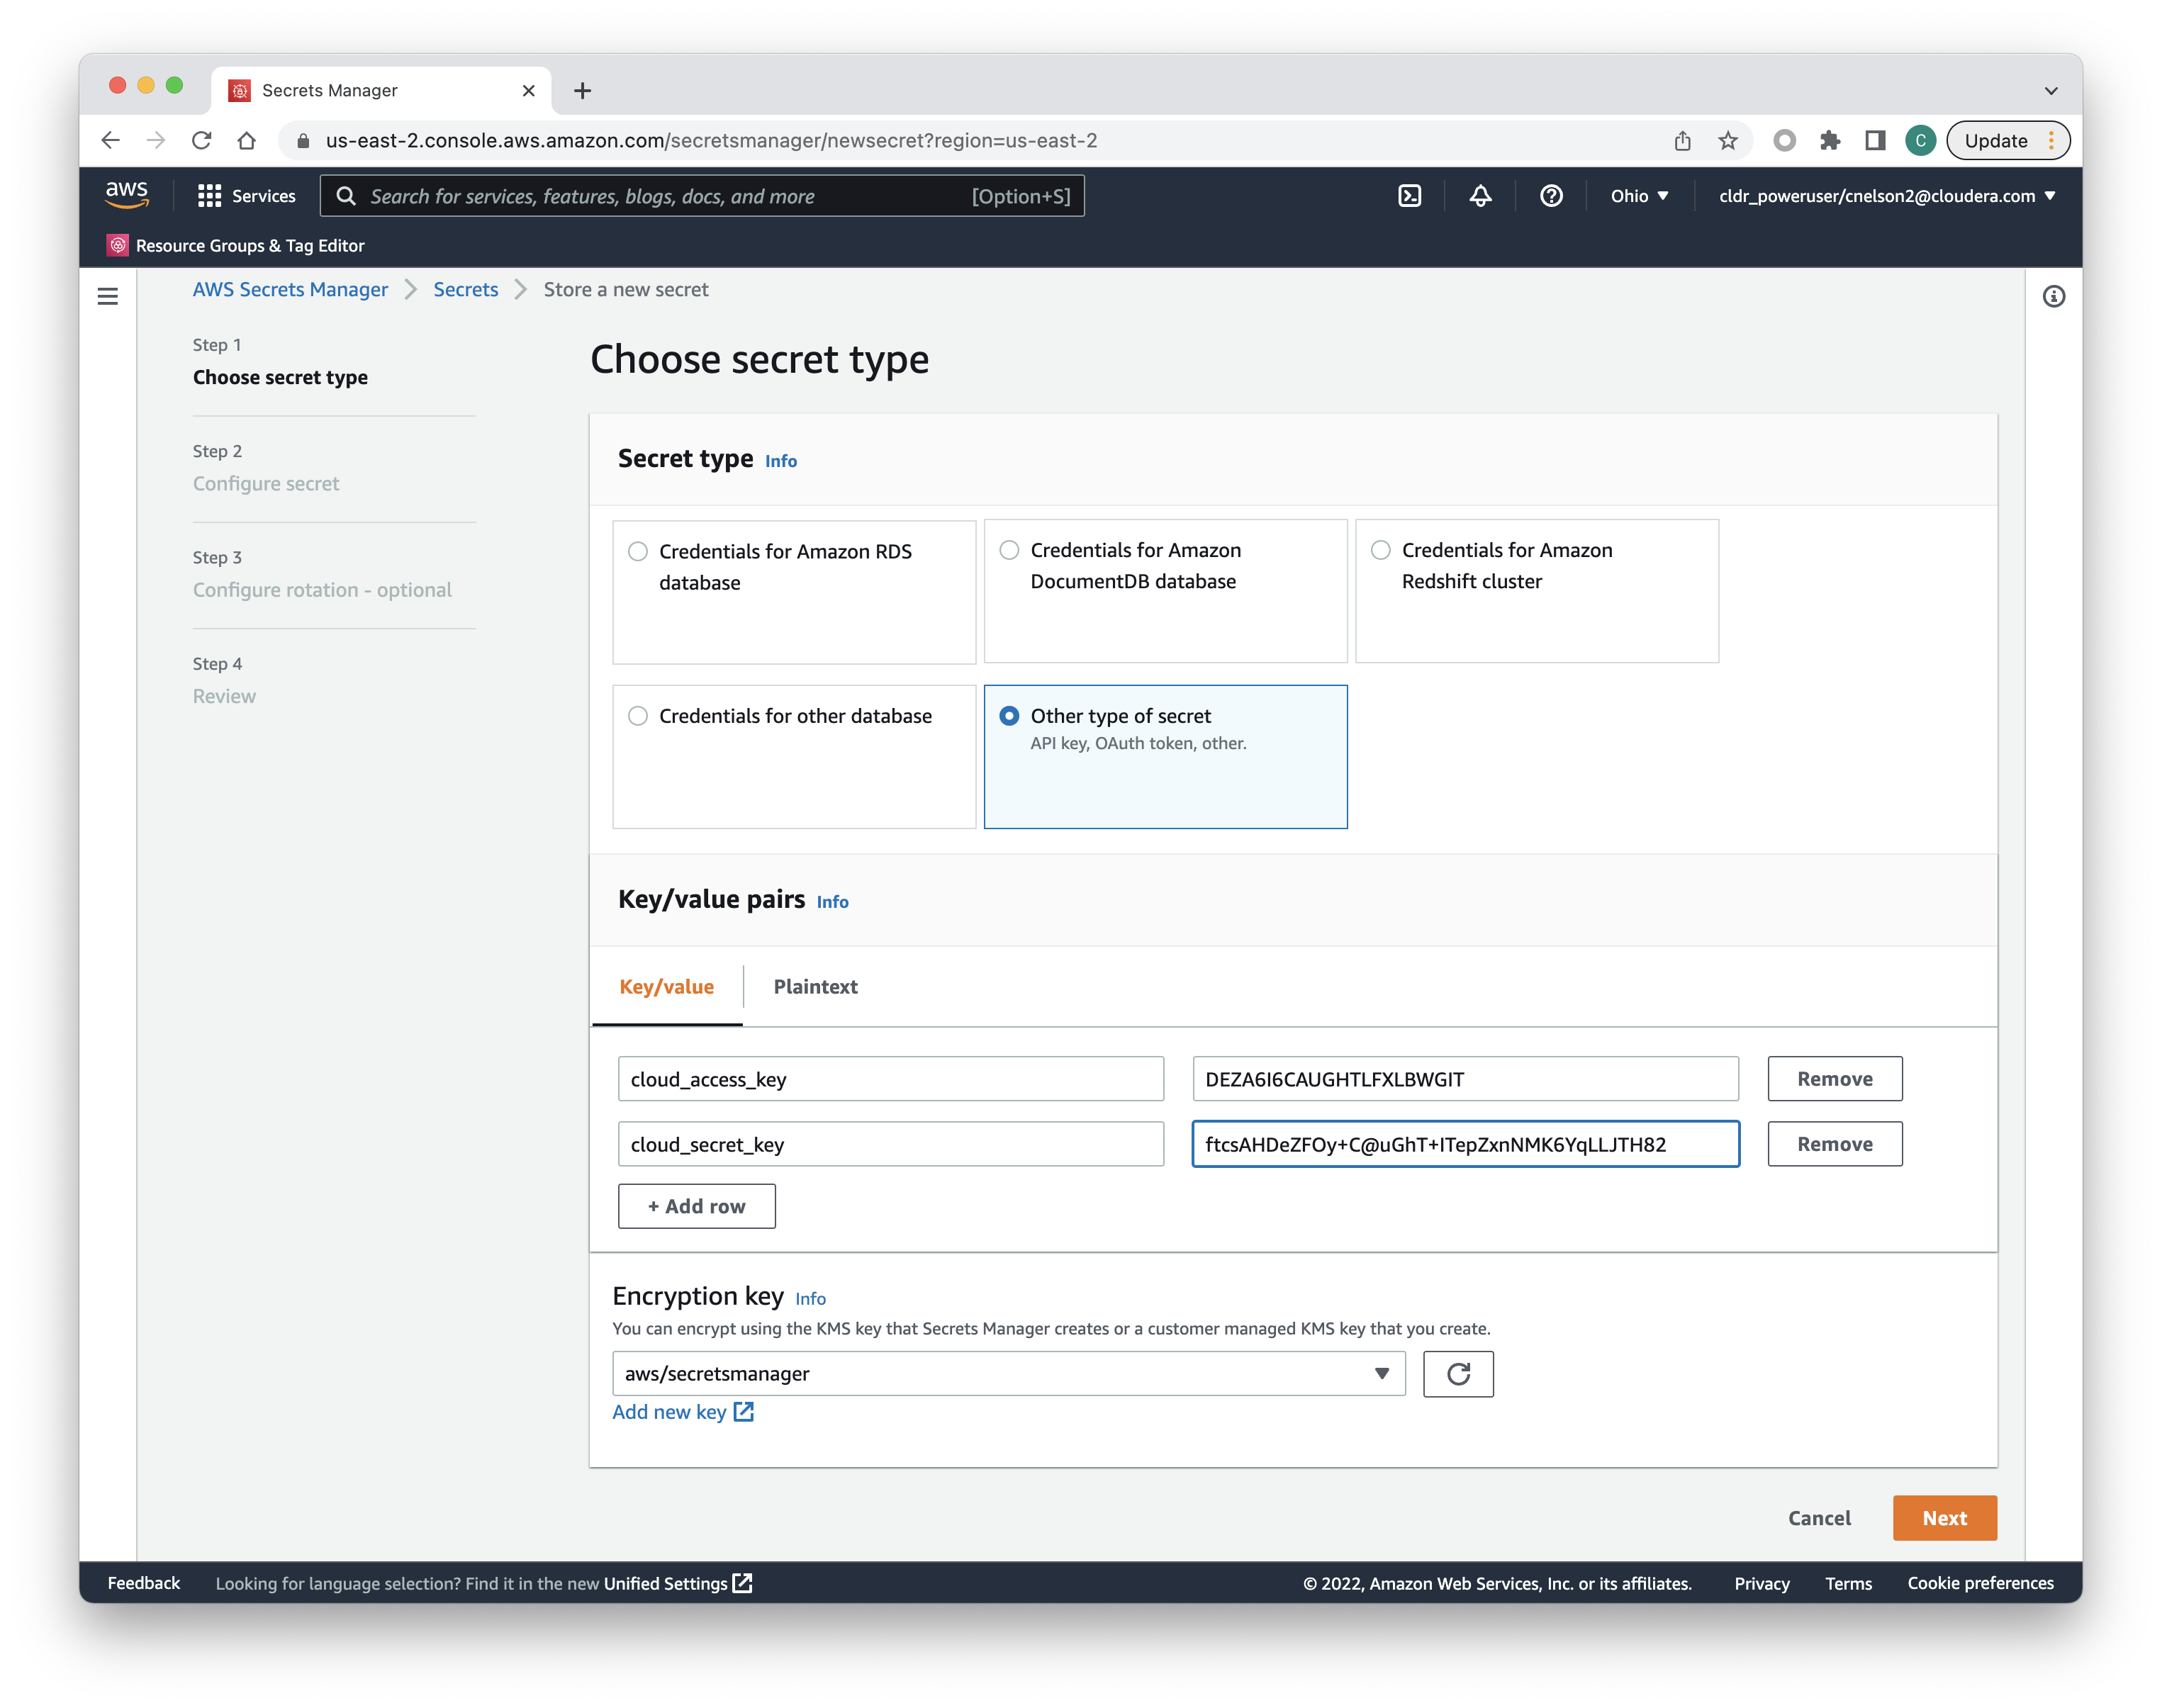 Secrets Manager
us-east-2.console.aws.amazon.com/secretsmanager/newsecret?region=us-east-2
C
Update
aws
Services
Search for services, features, blogs, docs, and more
[Option+S]
Ohio
cldr_poweruser/cnelson2@cloudera.com
Resource Groups & Tag Editor
AWS Secrets Manager
Secrets
Store a new secret
Step 1
Choose secret type
Step 2
Configure secret
Step 3
Configure rotation - optional
Step 4
Review
Choose secret type
Secret type Info
Credentials for Amazon RDS
database
Credentials for Amazon
DocumentDB database
Credentials for Amazon
Redshift cluster
Credentials for other database
Other type of secret
API key, OAuth token, other.
Key/value pairs Info
Key/value
Plaintext
cloud_access_key
DEZA6I6CAUGHTLFXLBWGIT
Remove
cloud_secret_key
ftcsAHDeZFOy+C@uGhT+ITepZxnNMK6YqLLJTH82
Remove
+ Add row
Encryption key Info
You can encrypt using the KMS key that Secrets Manager creates or a customer managed KMS key that you create.
aws/secretsmanager
Add new key
Cancel
Next
Feedback
Looking for language selection? Find it in the new Unified Settings
© 2022, Amazon Web Services, Inc. or its affiliates.
Privacy
Terms
Cookie preferences